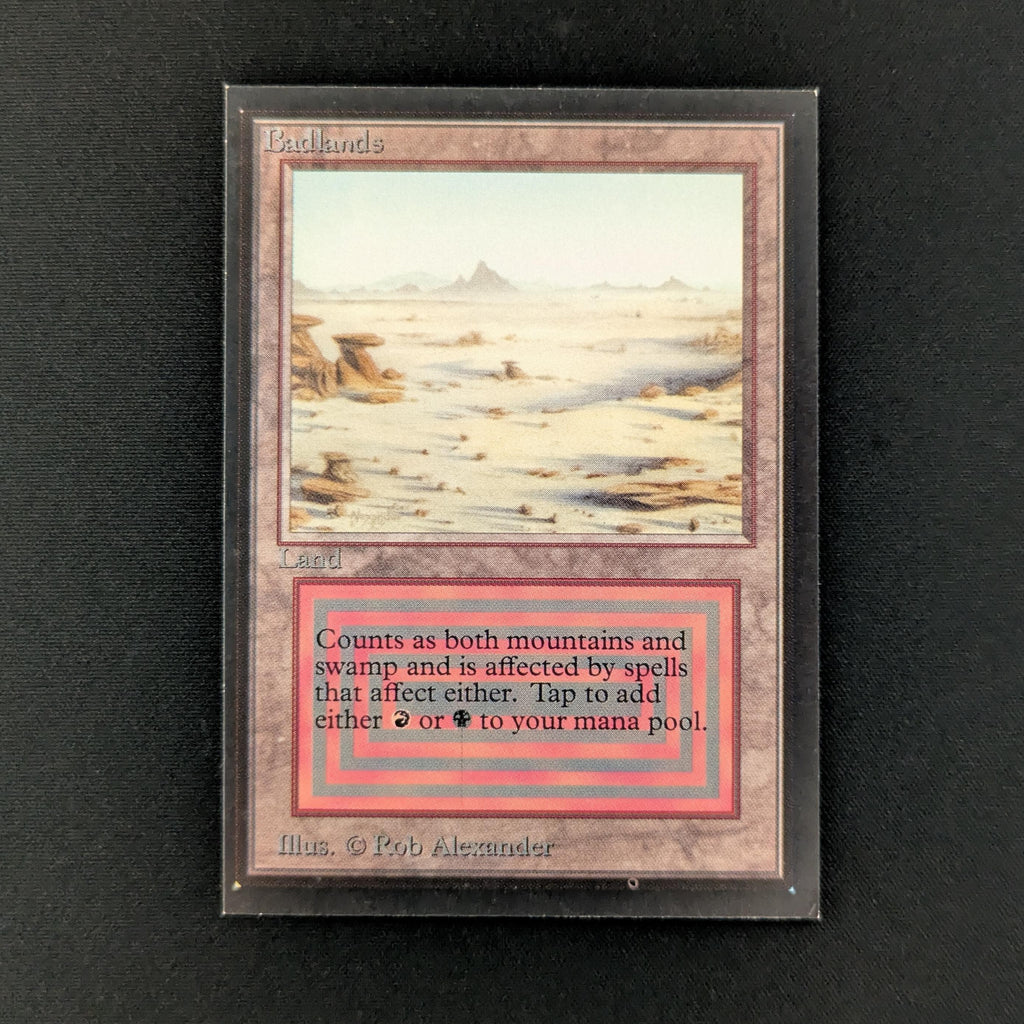 Badlands
Land
Counts as both mountains and
swamp and is affected by spells
that affect either. Tap to add
either or to your mana pool.
Illus. © Rob Alexander